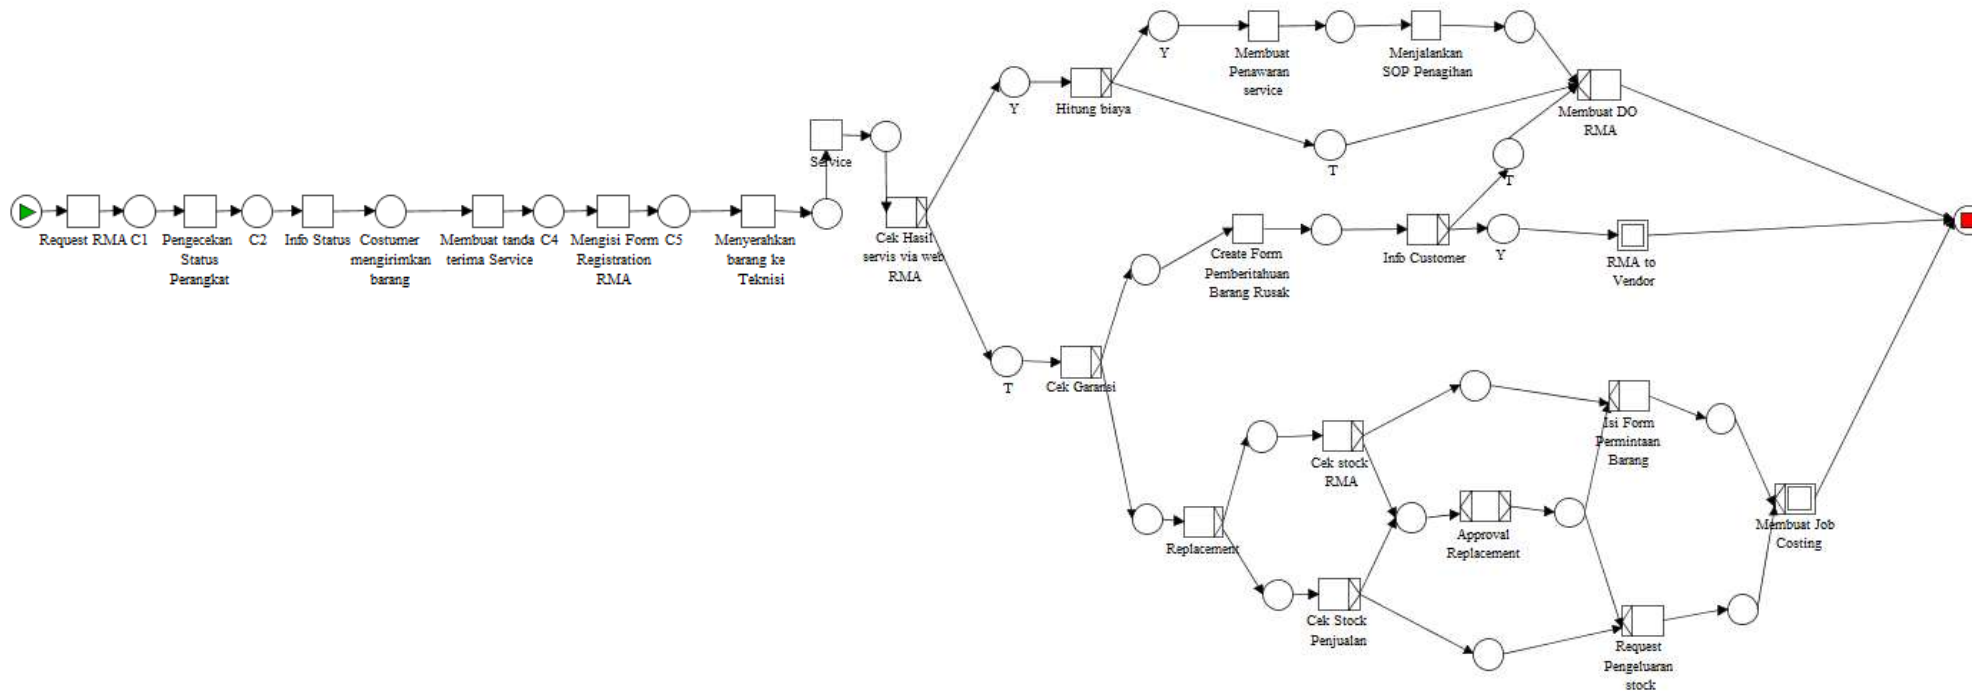 Request RMA
C1
Pengecekan
Status
Perangkat
C2
Info Status
Costumer
mengirimkan
barang
Membuat tanda
terima Service
C4
Mengisi Form
Registration
RMA
C5
Menyerahkan
barang ke
Teknisi
Service
Cek Hasil
servis via web
RMA
Y
Hitung biaya
Y
Membuat
Penawaran
service
Menjalankan
SOP Penagihan
T
Membuat DO
RMA
T
Create Form
Pemberitahuan
Barang Rusak
Info Customer
Y
RMA to
Vendor
T
Cek Garansi
Replacement
Cek stock
RMA
Cek Stock
Penjualan
Approval
Replacement
Isi Form
Permintaan
Barang
Request
Pengeluaran
stock
Membuat Job
Costing